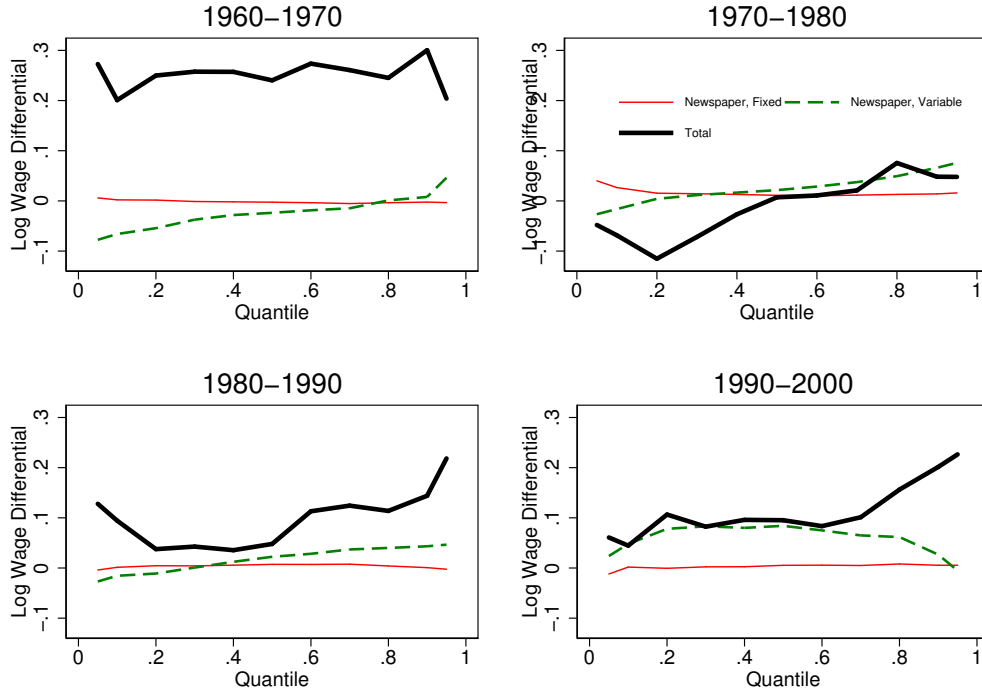 1960−1970
Log Wage Differential
−.1 0 .1 .2 .3
0 .2 .4 .6 .8 1
Quantile
1970−1980
Log Wage Differential
−.1 0 .1 .2 .3
Newspaper, Fixed
Newspaper, Variable
Total
0 .2 .4 .6 .8 1
Quantile
1980−1990
Log Wage Differential
−.1 0 .1 .2 .3
0 .2 .4 .6 .8 1
Quantile
1990−2000
Log Wage Differential
−.1 0 .1 .2 .3
0 .2 .4 .6 .8 1
Quantile